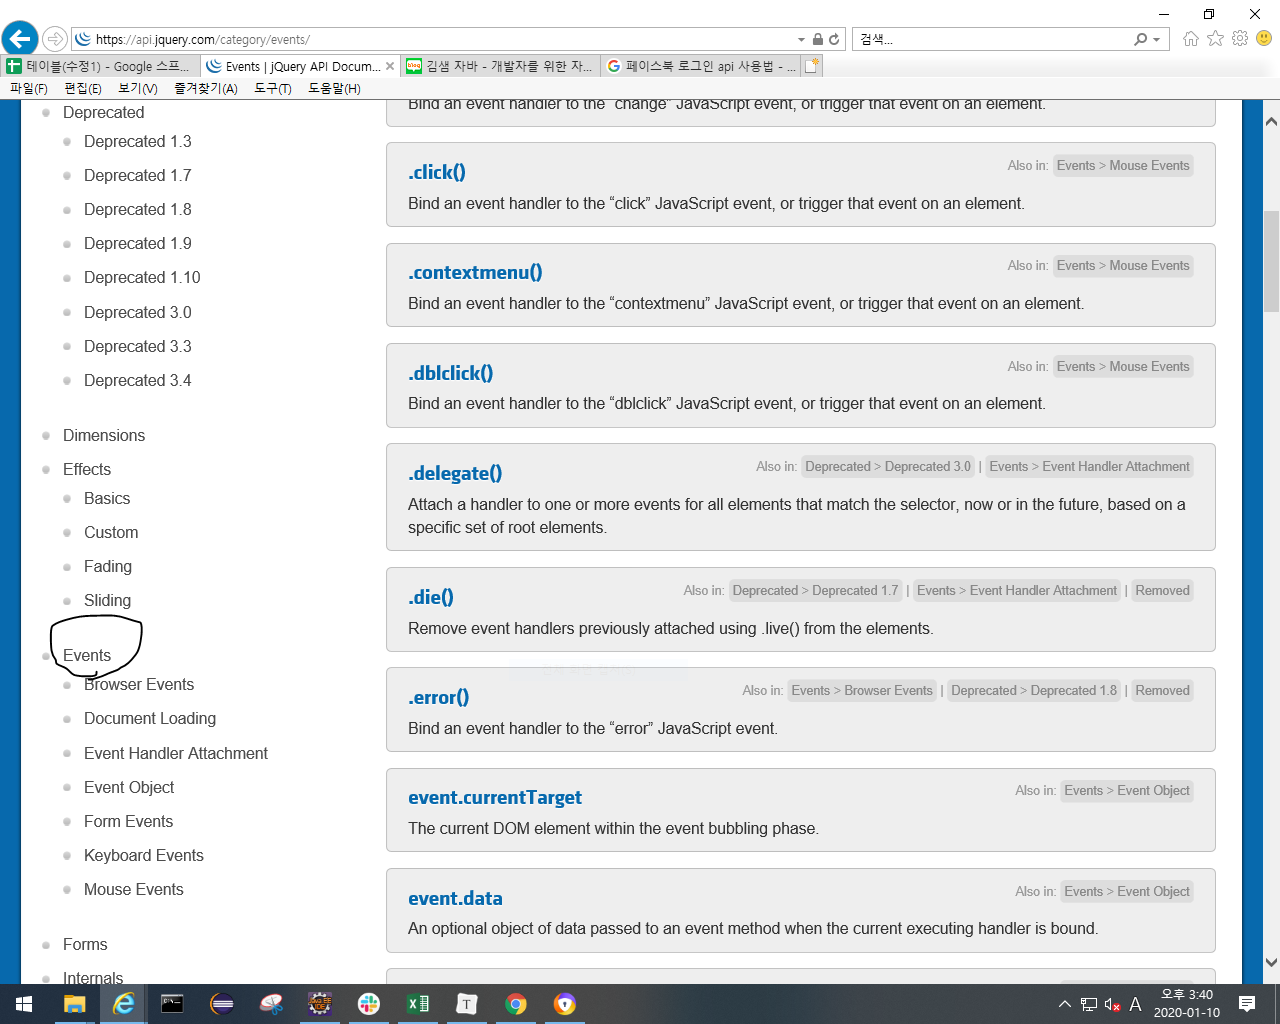 https://api.jquery.com/category/events/
검색...
테이블(수정1) - Google 스프...
Events | jQuery API Docum...
blog
김샘 자바 - 개발자를 위한 자...
페이스북 로그인 api 사용법 - ...
파일(F) 편집(E) 보기(V) 즐겨찾기(A) 도구(T) 도움말(H)
Deprecated
Deprecated 1.3
Deprecated 1.7
Deprecated 1.8
Deprecated 1.9
Deprecated 1.10
Deprecated 3.0
Deprecated 3.3
Deprecated 3.4
Dimensions
Effects
Basics
Custom
Fading
Sliding
Events
Browser Events
Document Loading
Event Handler Attachment
Event Object
Form Events
Keyboard Events
Mouse Events
Forms
Internals
Bind an event handler to the “change” JavaScript event, or trigger that event on an element.
.click()
Also in: Events > Mouse Events
Bind an event handler to the “click” JavaScript event, or trigger that event on an element.
.contextmenu()
Also in: Events > Mouse Events
Bind an event handler to the “contextmenu” JavaScript event, or trigger that event on an element.
.dblclick()
Also in: Events > Mouse Events
Bind an event handler to the “dblclick” JavaScript event, or trigger that event on an element.
.delegate()
Also in: Deprecated > Deprecated 3.0 | Events > Event Handler Attachment
Attach a handler to one or more events for all elements that match the selector, now or in the future, based on a
specific set of root elements.
.die()
Also in: Deprecated > Deprecated 1.7 | Events > Event Handler Attachment | Removed
Remove event handlers previously attached using .live() from the elements.
.error()
Also in: Events > Browser Events | Deprecated > Deprecated 1.8 | Removed
Bind an event handler to the “error” JavaScript event.
event.currentTarget
Also in: Events > Event Object
The current DOM element within the event bubbling phase.
event.data
Also in: Events > Event Object
An optional object of data passed to an event method when the current executing handler is bound.
A
오후 3:40
2020-01-10